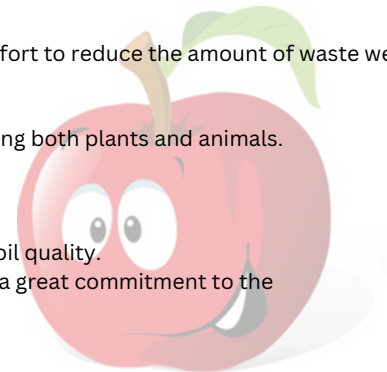 fort to reduce the amount of waste we
ng both plants and animals.
oil quality.
a great commitment to the